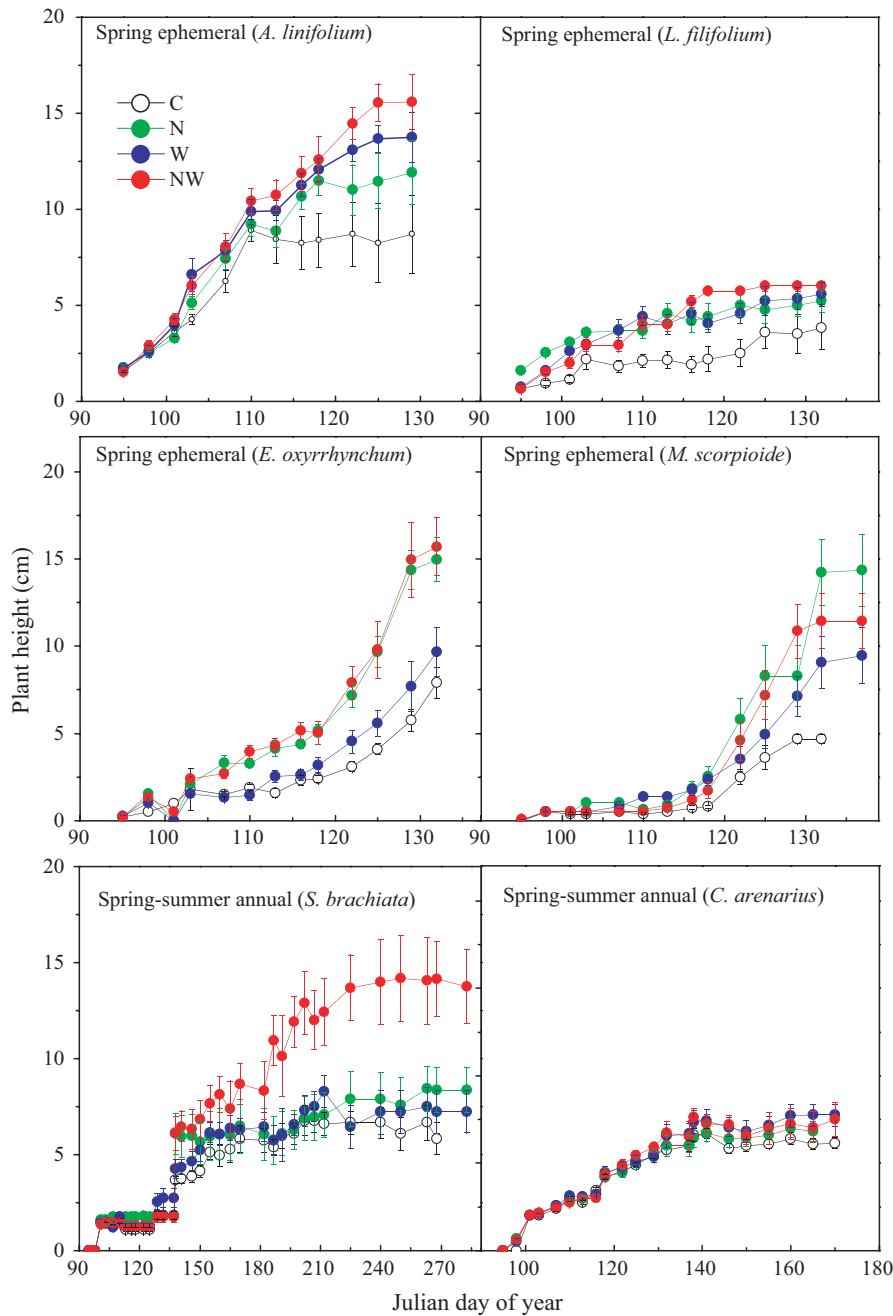 Spring ephemeral (A. linifolium)
Spring ephemeral (L. filifolium)
C
N
W
NW
20
15
10
5
0
90 100 110 120 130
90 100 110 120 130
Spring ephemeral (E. oxyrrhynchum)
Spring ephemeral (M. scorpioide)
Plant height (cm)
20
15
10
5
0
90 100 110 120 130
90 100 110 120 130
Spring-summer annual (S. brachiata)
Spring-summer annual (C. arenarius)
20
15
10
5
0
90 120 150 180 210 240 270
100 120 140 160 180
Julian day of year